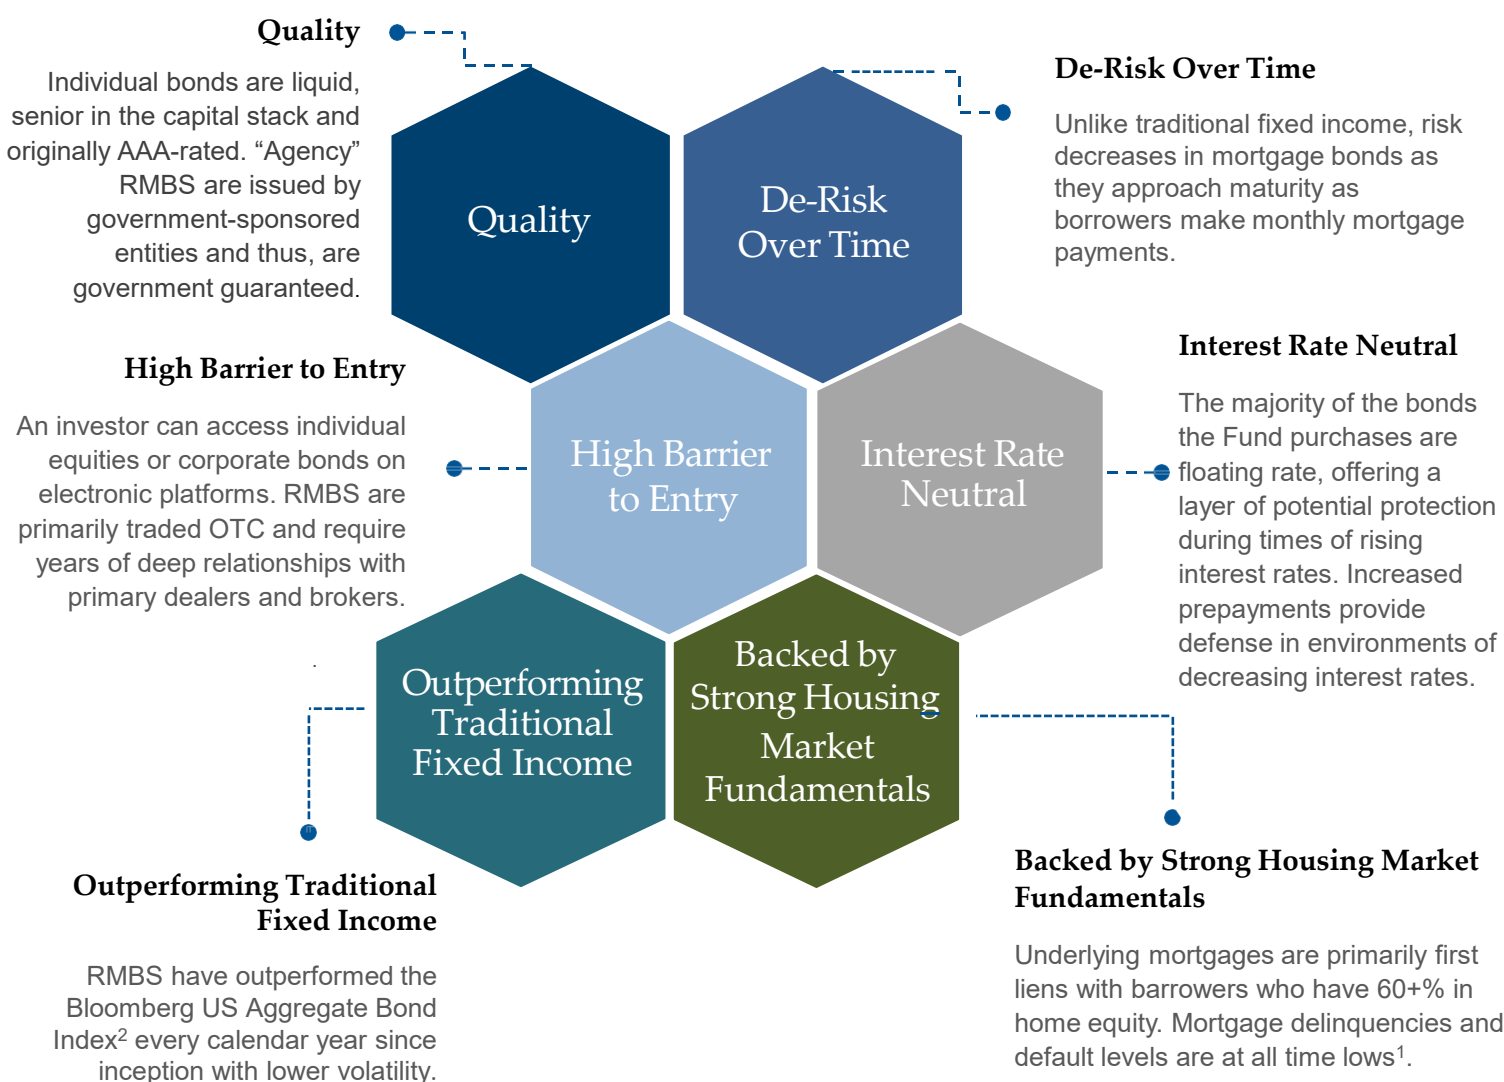 Quality
Individual bonds are liquid,
senior in the capital stack and
originally AAA-rated. “Agency”
RMBS are issued by
government-sponsored
entities and thus, are
government guaranteed.
Quality
De-Risk
Over Time
De-Risk Over Time
Unlike traditional fixed income, risk
decreases in mortgage bonds as
they approach maturity as
borrowers make monthly mortgage
payments.
High Barrier to Entry
An investor can access individual
equities or corporate bonds on
electronic platforms. RMBS are
primarily traded OTC and require
years of deep relationships with
primary dealers and brokers.
.
High Barrier
to Entry
Interest Rate
Neutral
Interest Rate Neutral
The majority of the bonds
the Fund purchases are
floating rate, offering a
layer of potential protection
during times of rising
interest rates. Increased
prepayments provide
defense in environments of
decreasing interest rates.
Outperforming
Traditional
Fixed Income
Backed by
Strong Housing
Market
Fundamentals
Outperforming Traditional
Fixed Income
RMBS have outperformed the
Bloomberg US Aggregate Bond
Index² every calendar year since
inception with lower volatility.
Backed by Strong Housing Market
Fundamentals
Underlying mortgages are primarily first
liens with barrowers who have 60+% in
home equity. Mortgage delinquencies and
default levels are at all time lows¹.